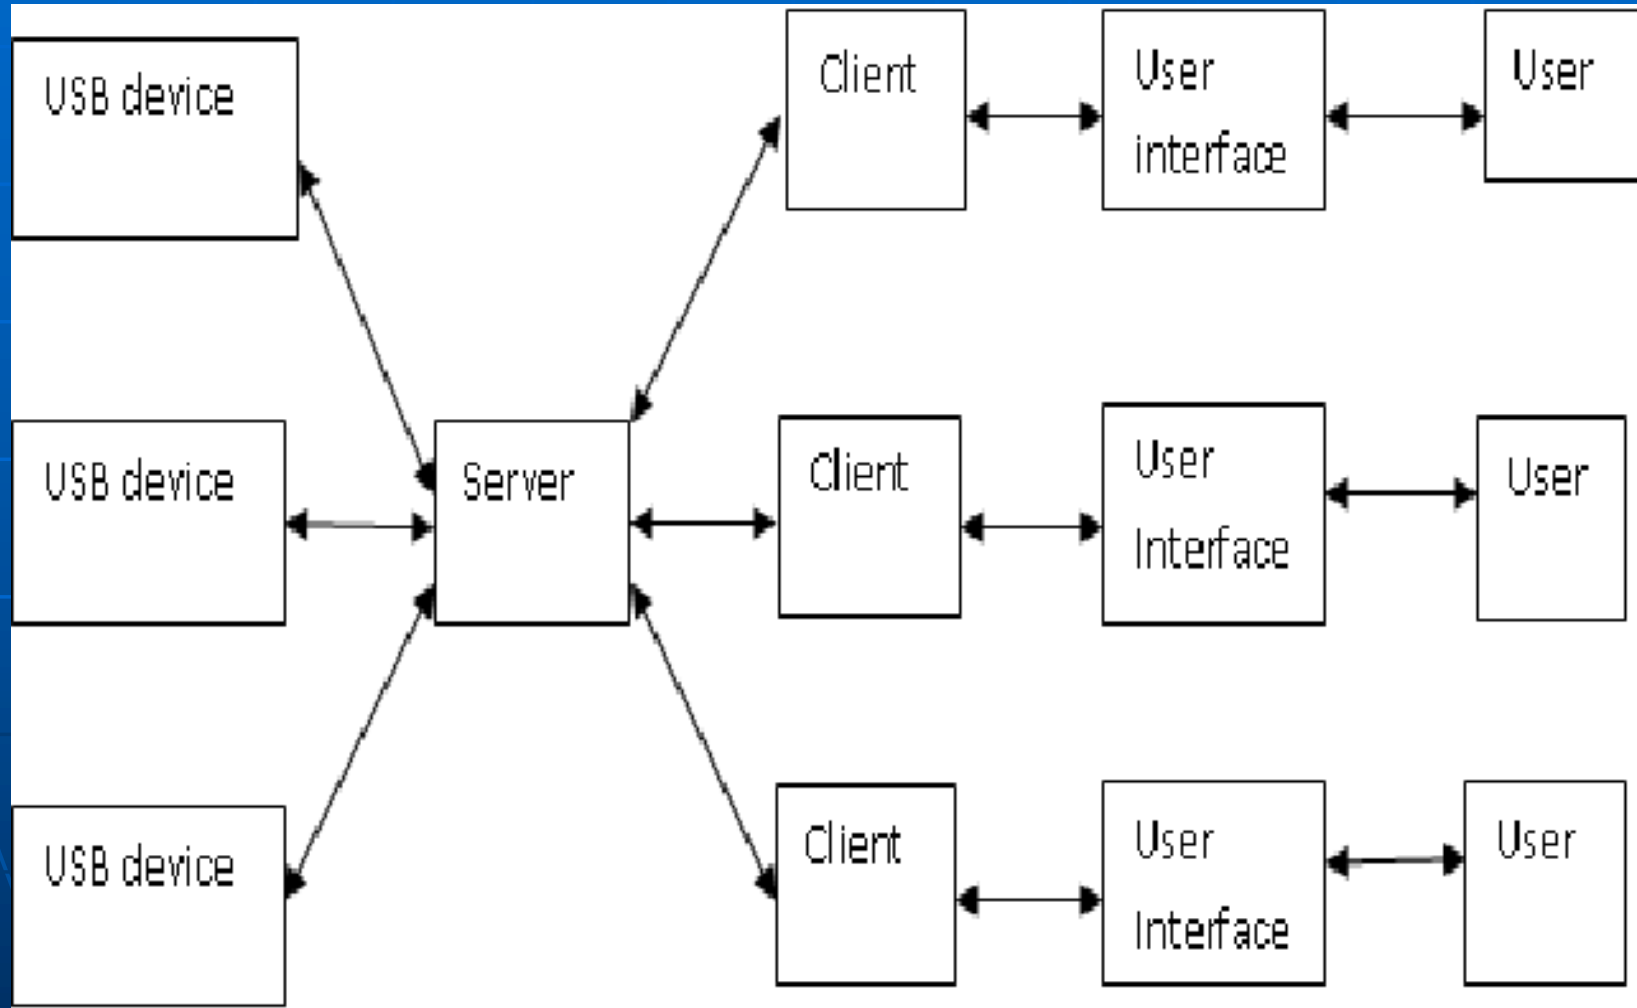 USB device
Client
User
interface
User
USB device
Server
Client
User
Interface
User
USB device
Client
User
Interface
User